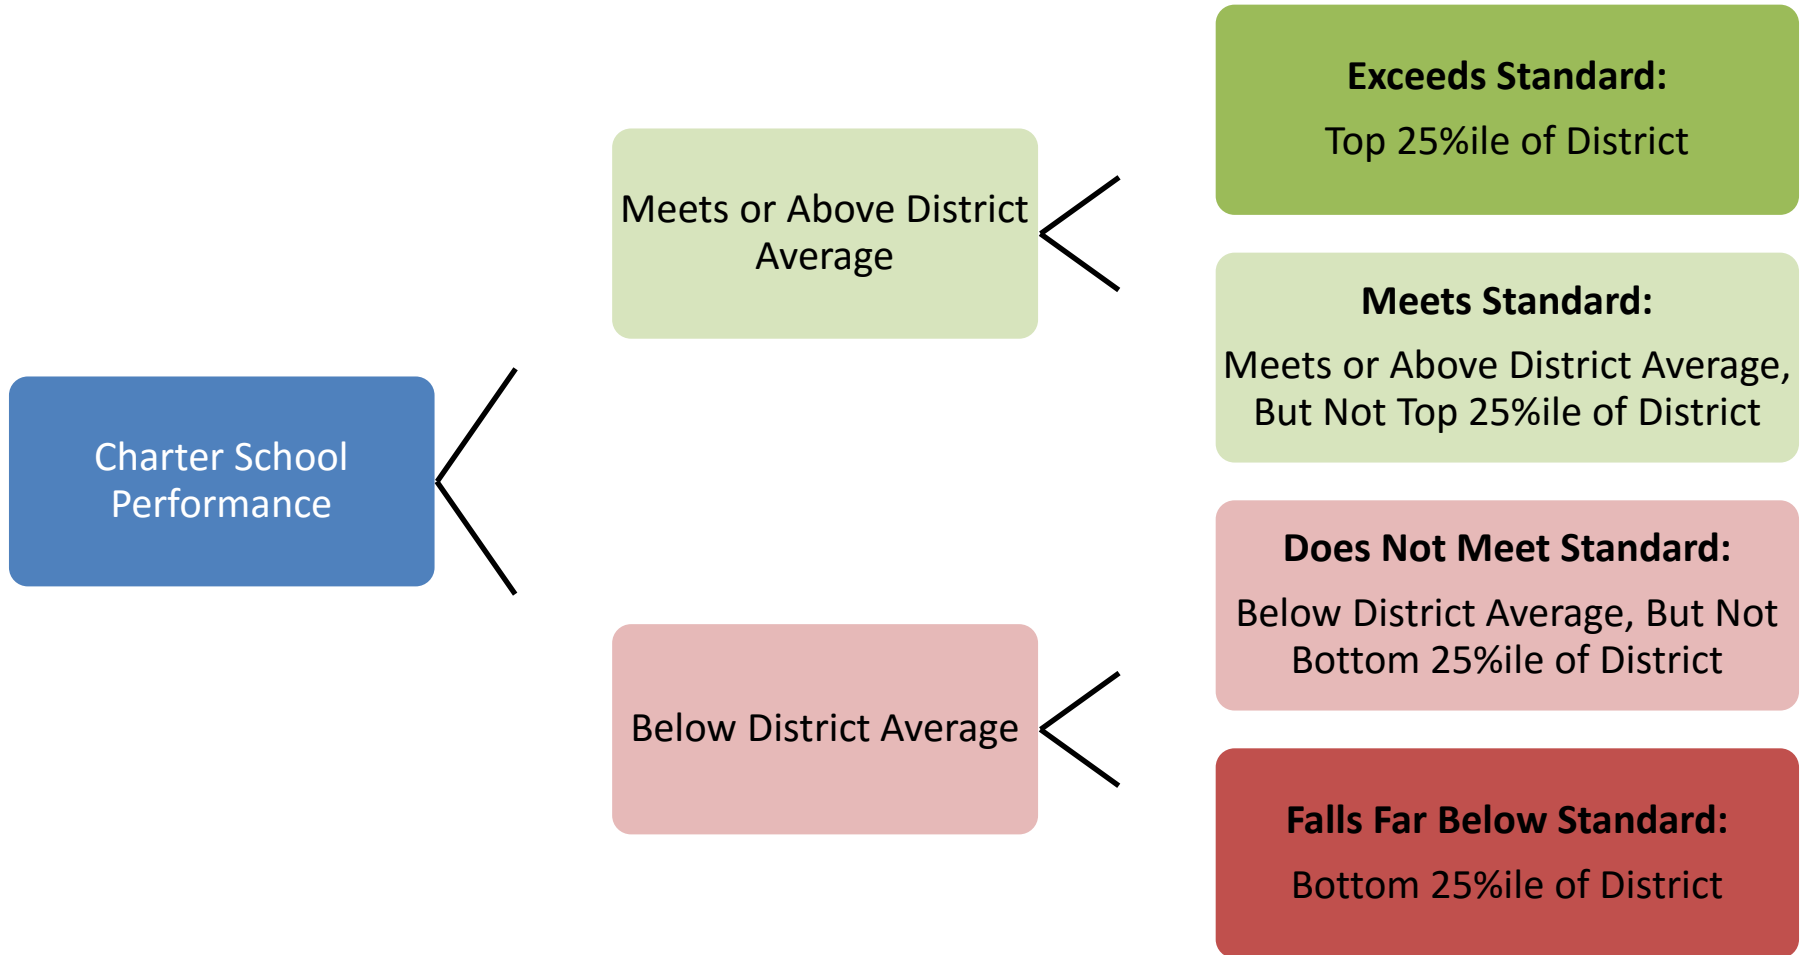 Charter School
Performance
Meets or Above District
Average
Below District Average
Exceeds Standard:
Top 25%ile of District
Meets Standard:
Meets or Above District Average,
But Not Top 25%ile of District
Does Not Meet Standard:
Below District Average, But Not
Bottom 25%ile of District
Falls Far Below Standard:
Bottom 25%ile of District